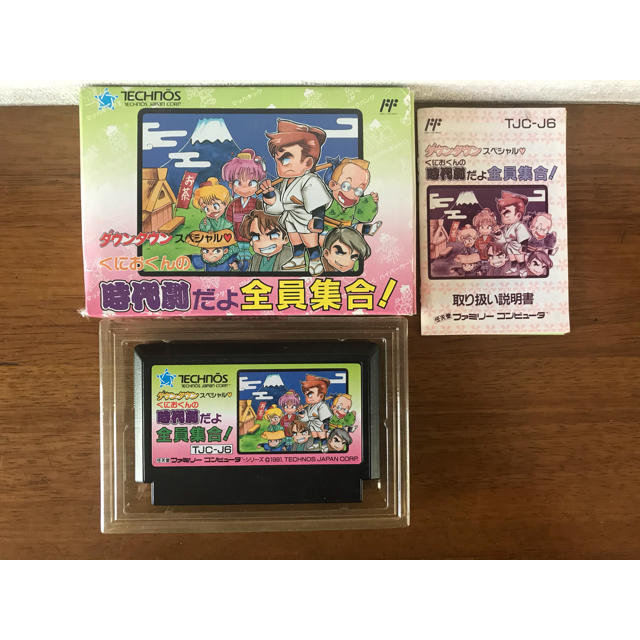 TECHNŌS
TECHNOS JAPAN CORP.
お茶
ダウンタウンスペシャル♡
くにおくんの
時代劇だよ全員集合!
TJC-J6
ダウンタウンスペシャル♡
くにおくんの
時代劇だよ全員集合!
取り扱い説明書
任天堂 ファミリー コンピュータ™
TECHNŌS
TECHNOS JAPAN CORP.
ダウンタウンスペシャル♡
くにおくんの
時代劇だよ
全員集合!
TJC-J6
任天堂 ファミリー コンピュータ™シリーズ ©1991, TECHNOS JAPAN CORP.